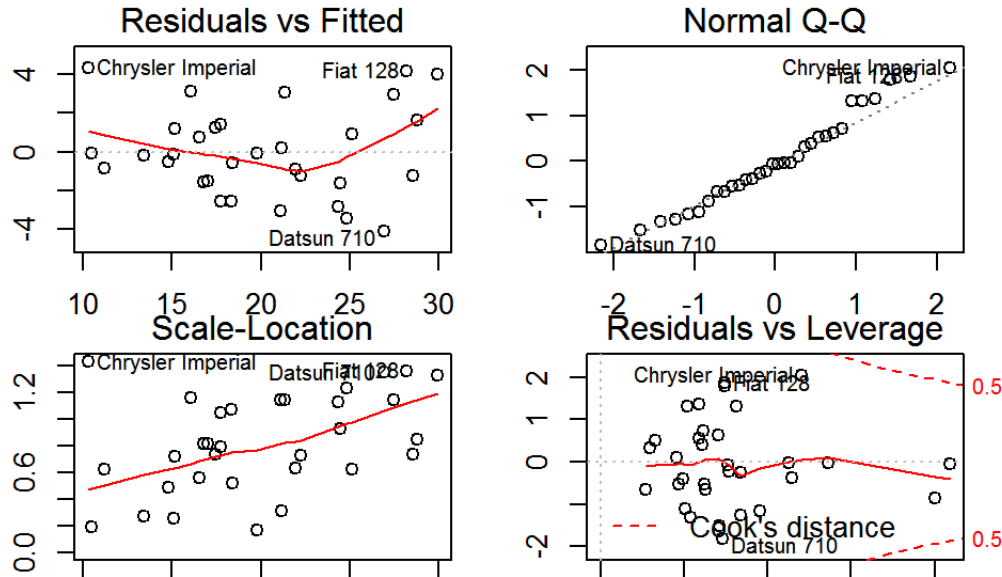 Residuals vs Fitted
Chrysler Imperial
Fiat 128
Datsun 710
4
0
-4
10 15 20 25 30
Normal Q-Q
Chrysler Imperial
Fiat 128
Datsun 710
2
1
0
-1
-2 -1 0 1 2
Scale-Location
Chrysler Imperial
Datsun 710
Fiat 128
1.2
0.6
0.0
Residuals vs Leverage
Chrysler Imperial
Fiat 128
Datsun 710
Cook's distance
2
1
0
-2
0.5
0.5